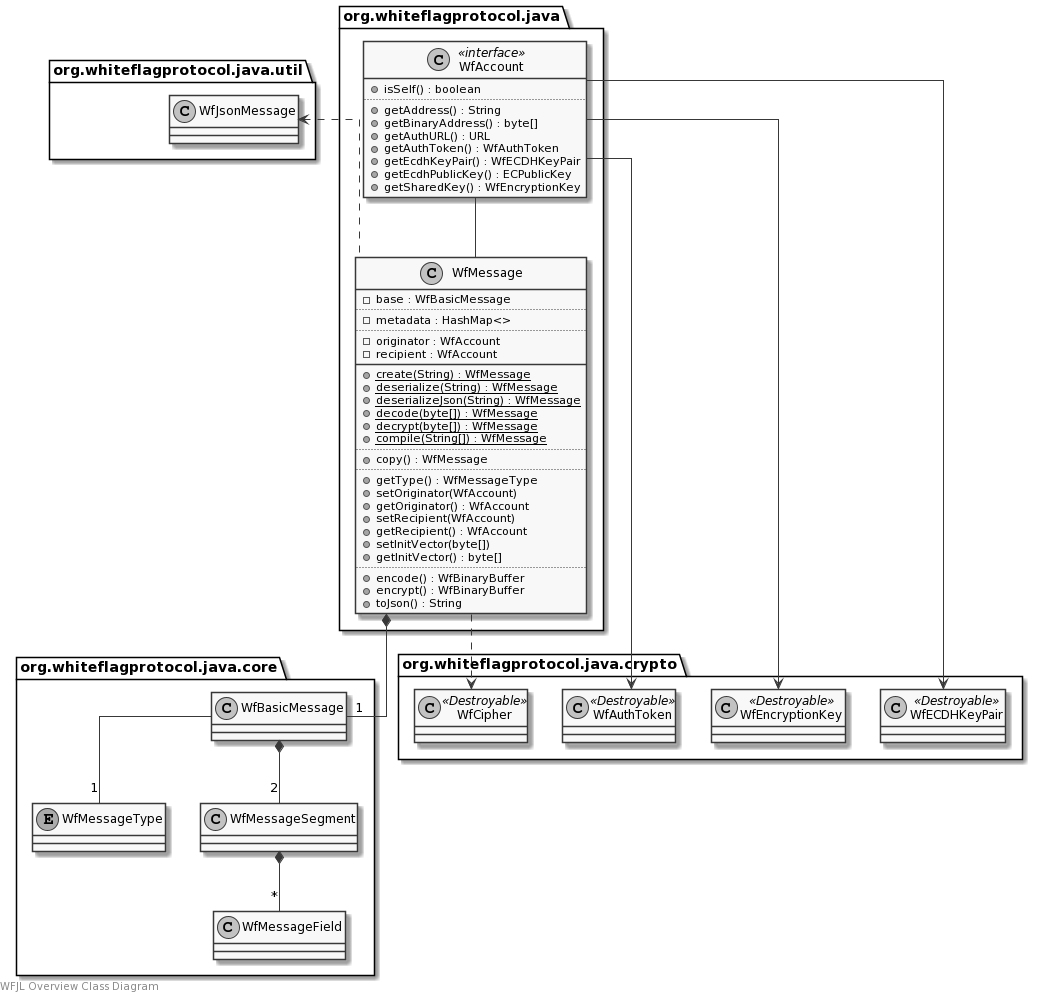 org.whiteflagprotocol.java
C
«interface»
WfAccount
isSelf() : boolean
getAddress() : String
getBinaryAddress() : byte[]
getAuthURL() : URL
getAuthToken() : WfAuthToken
getEcdhKeyPair() : WfECDHKeyPair
getEcdhPublicKey() : ECPublicKey
getSharedKey() : WfEncryptionKey
org.whiteflagprotocol.java.util
C WfJsonMessage
C WfMessage
base : WfBasicMessage
metadata : HashMap<>
originator : WfAccount
recipient : WfAccount
create(String) : WfMessage
deserialize(String) : WfMessage
deserializeJson(String) : WfMessage
decode(byte[]) : WfMessage
decrypt(byte[]) : WfMessage
compile(String[]) : WfMessage
copy() : WfMessage
getType() : WfMessageType
setOriginator(WfAccount)
getOriginator() : WfAccount
setRecipient(WfAccount)
getRecipient() : WfAccount
setInitVector(byte[])
getInitVector() : byte[]
encode() : WfBinaryBuffer
encrypt() : WfBinaryBuffer
toJson() : String
org.whiteflagprotocol.java.core
C WfBasicMessage
1
1
2
E WfMessageType
C WfMessageSegment
*
C WfMessageField
org.whiteflagprotocol.java.crypto
C
«Destroyable»
WfCipher
C
«Destroyable»
WfAuthToken
C
«Destroyable»
WfEncryptionKey
C
«Destroyable»
WfECDHKeyPair
WFJL Overview Class Diagram